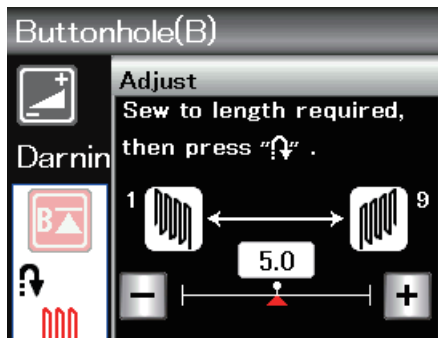 Buttonhole(B)
Adjust
Sew to length required,
then press "↶" .
Darnin
B
1
9
5.0
− +